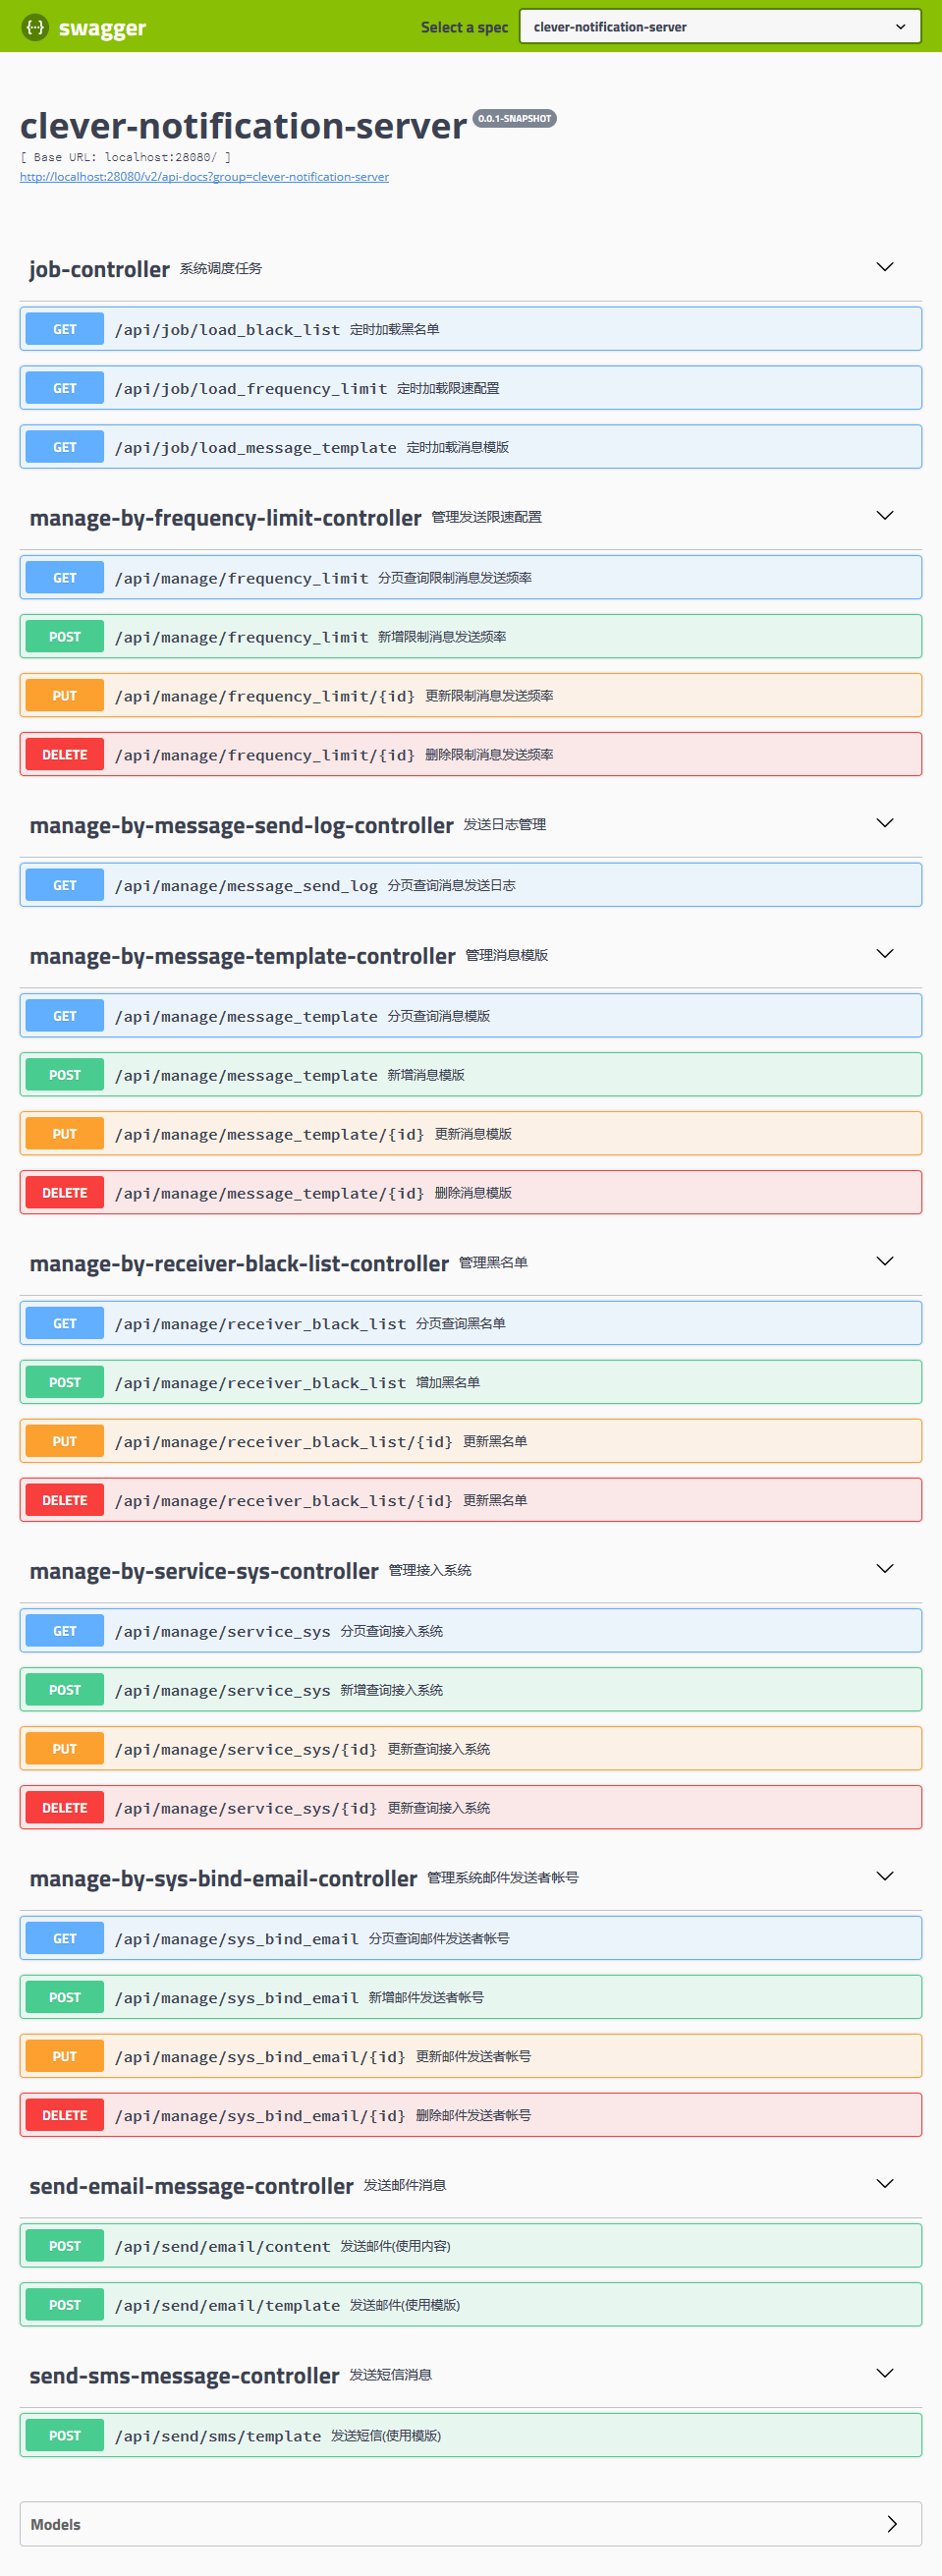 {···} swagger Select a spec clever-notification-server
clever-notification-server 0.0.1-SNAPSHOT
[ Base URL: localhost:28080/ ]
http://localhost:28080/v2/api-docs?group=clever-notification-server
job-controller 系统调度任务
GET /api/job/load_black_list 定时加载黑名单
GET /api/job/load_frequency_limit 定时加载限速配置
GET /api/job/load_message_template 定时加载消息模版
manage-by-frequency-limit-controller 管理发送限速配置
GET /api/manage/frequency_limit 分页查询限制消息发送频率
POST /api/manage/frequency_limit 新增限制消息发送频率
PUT /api/manage/frequency_limit/{id} 更新限制消息发送频率
DELETE /api/manage/frequency_limit/{id} 删除限制消息发送频率
manage-by-message-send-log-controller 发送日志管理
GET /api/manage/message_send_log 分页查询消息发送日志
manage-by-message-template-controller 管理消息模版
GET /api/manage/message_template 分页查询消息模版
POST /api/manage/message_template 新增消息模版
PUT /api/manage/message_template/{id} 更新消息模版
DELETE /api/manage/message_template/{id} 删除消息模版
manage-by-receiver-black-list-controller 管理黑名单
GET /api/manage/receiver_black_list 分页查询黑名单
POST /api/manage/receiver_black_list 增加黑名单
PUT /api/manage/receiver_black_list/{id} 更新黑名单
DELETE /api/manage/receiver_black_list/{id} 更新黑名单
manage-by-service-sys-controller 管理接入系统
GET /api/manage/service_sys 分页查询接入系统
POST /api/manage/service_sys 新增查询接入系统
PUT /api/manage/service_sys/{id} 更新查询接入系统
DELETE /api/manage/service_sys/{id} 更新查询接入系统
manage-by-sys-bind-email-controller 管理系统邮件发送者帐号
GET /api/manage/sys_bind_email 分页查询邮件发送者帐号
POST /api/manage/sys_bind_email 新增邮件发送者帐号
PUT /api/manage/sys_bind_email/{id} 更新邮件发送者帐号
DELETE /api/manage/sys_bind_email/{id} 删除邮件发送者帐号
send-email-message-controller 发送邮件消息
POST /api/send/email/content 发送邮件(使用内容)
POST /api/send/email/template 发送邮件(使用模版)
send-sms-message-controller 发送短信消息
POST /api/send/sms/template 发送短信(使用模版)
Models